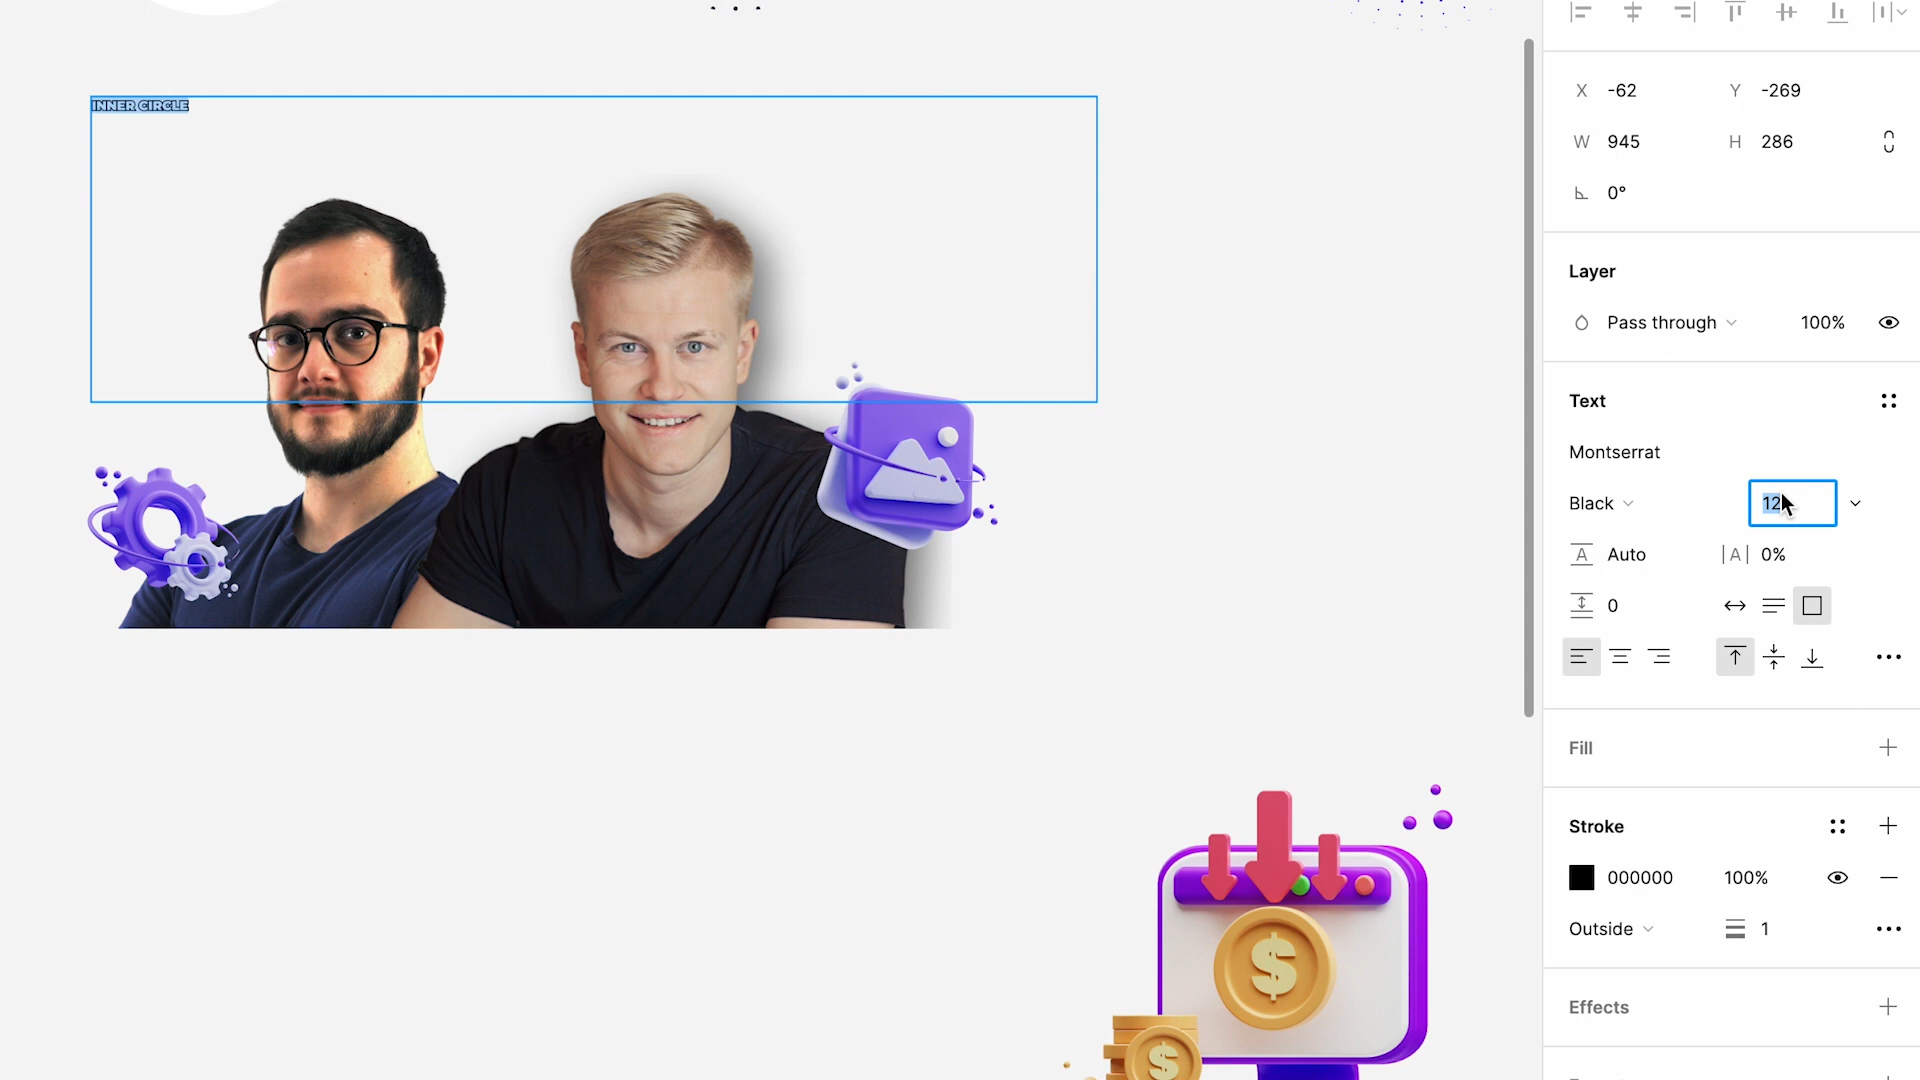 INNER CIRCLE
X -62 Y -269
W 945 H 286
0°
Layer
Pass through 100%
Text
Montserrat
Black 12
A Auto |A| 0%
0
Fill
Stroke
000000 100%
Outside 1
Effects
$
$